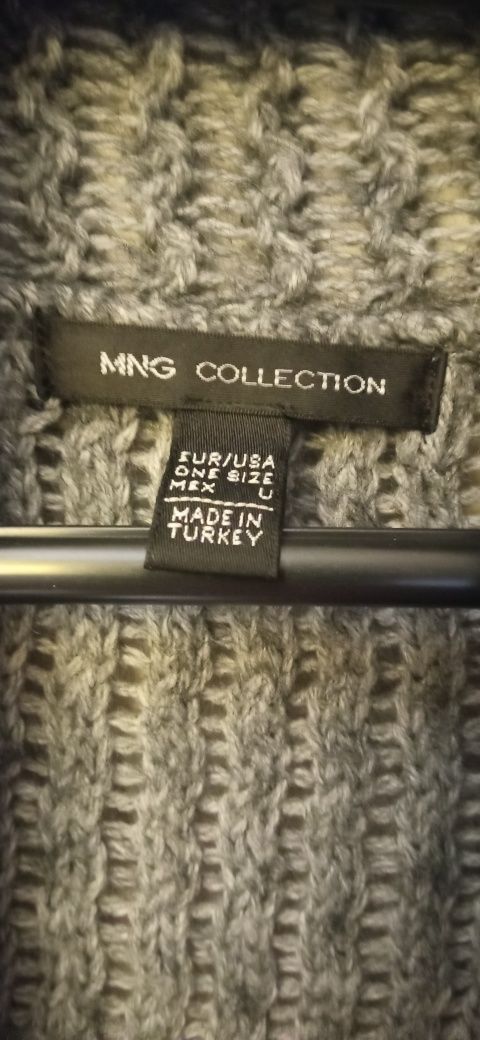 MNG COLLECTION
EUR/USA
ONE SIZE
MEX U
MADE IN
TURKEY